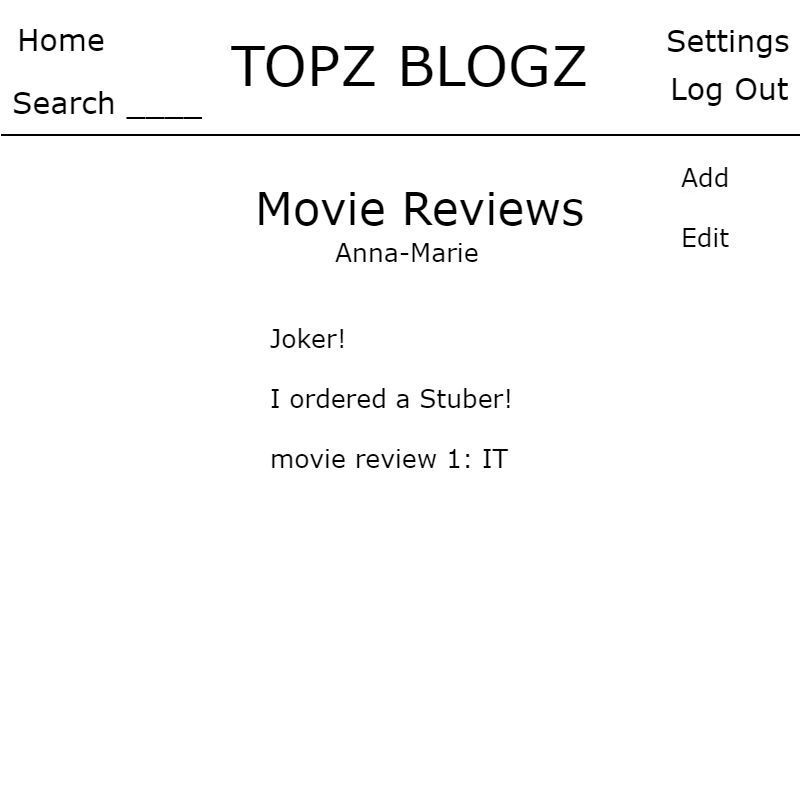 Home
TOPZ BLOGZ
Settings
Search ____
Log Out
Add
Movie Reviews
Edit
Anna-Marie
Joker!
I ordered a Stuber!
movie review 1: IT